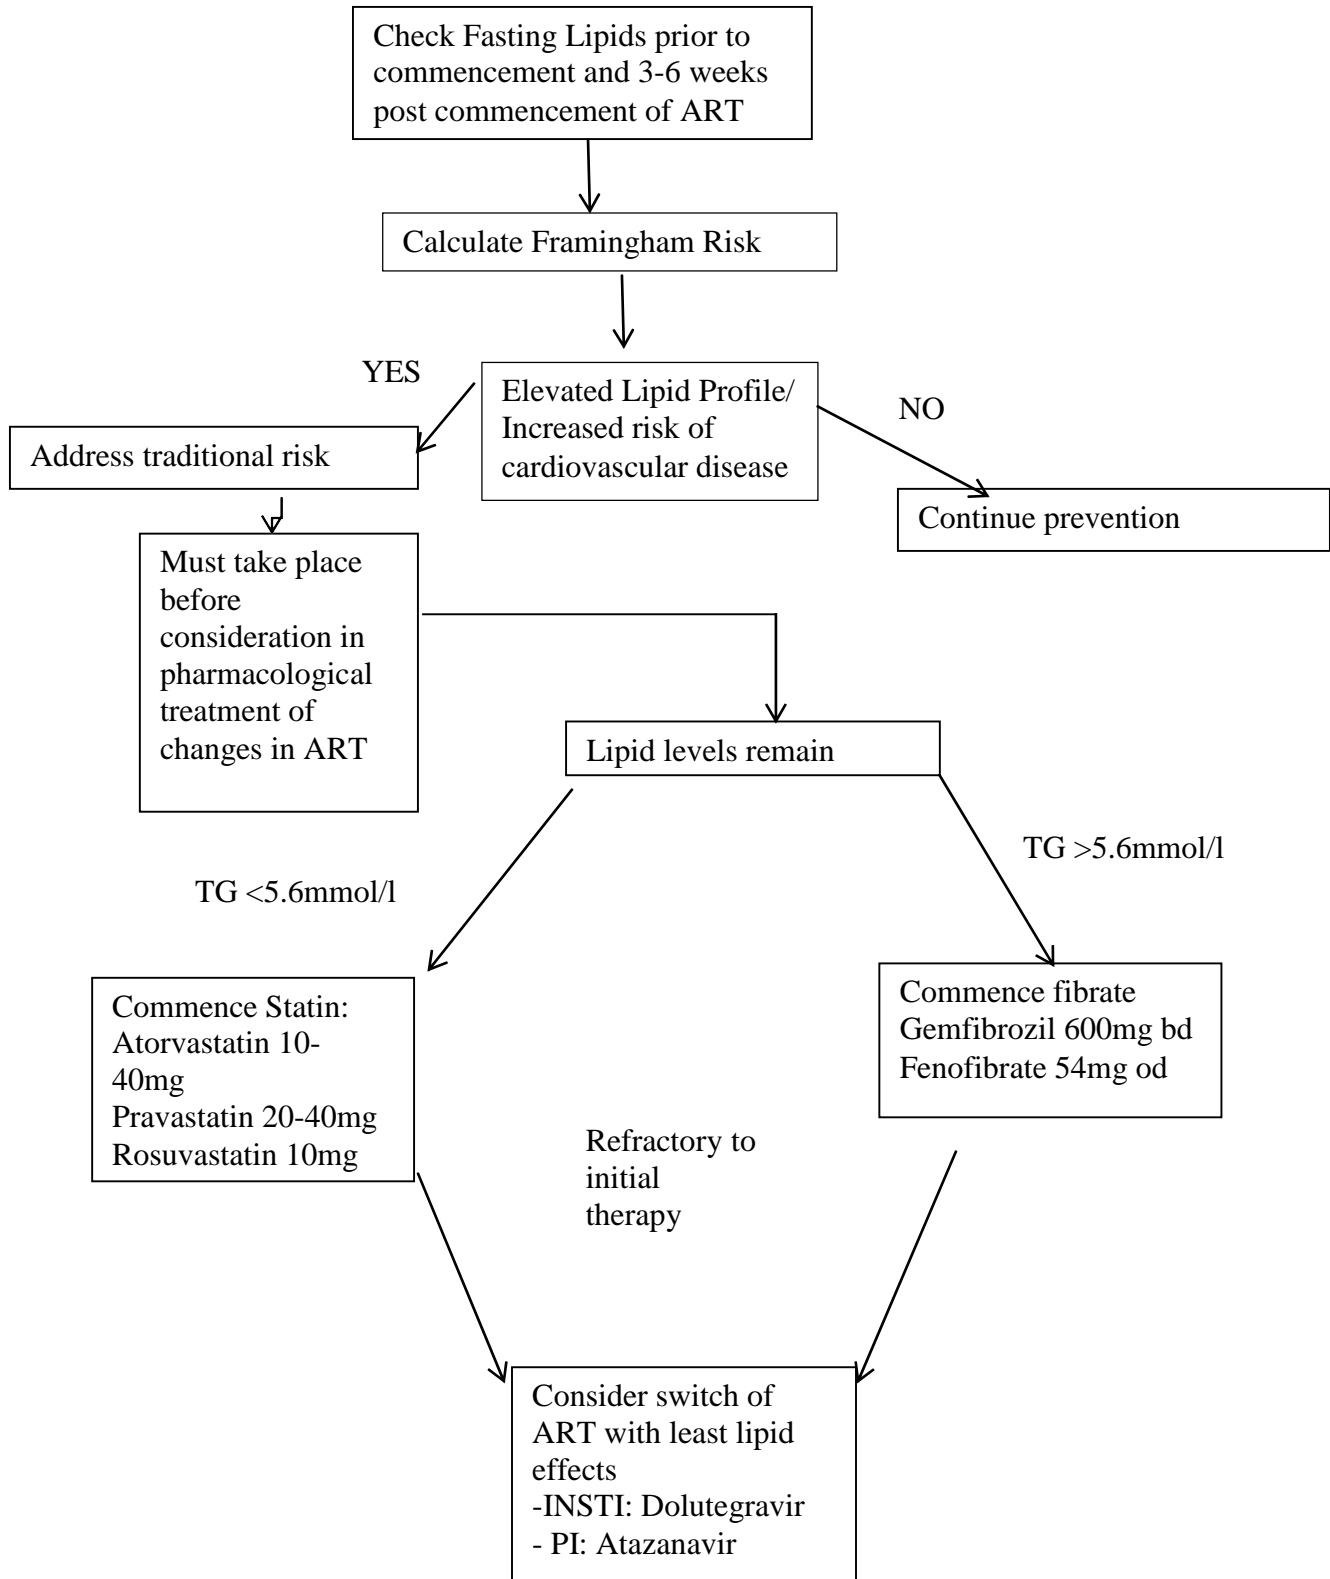 Check Fasting Lipids prior to
commencement and 3-6 weeks
post commencement of ART
Calculate Framingham Risk
YES
Elevated Lipid Profile/
Increased risk of
cardiovascular disease
NO
Address traditional risk
Continue prevention
Must take place
before
consideration in
pharmacological
treatment of
changes in ART
Lipid levels remain
TG >5.6mmol/l
TG <5.6mmol/l
Commence Statin:
Atorvastatin 10-
40mg
Pravastatin 20-40mg
Rosuvastatin 10mg
Commence fibrate
Gemfibrozil 600mg bd
Fenofibrate 54mg od
Refractory to
initial
therapy
Consider switch of
ART with least lipid
effects
-INSTI: Dolutegravir
- PI: Atazanavir